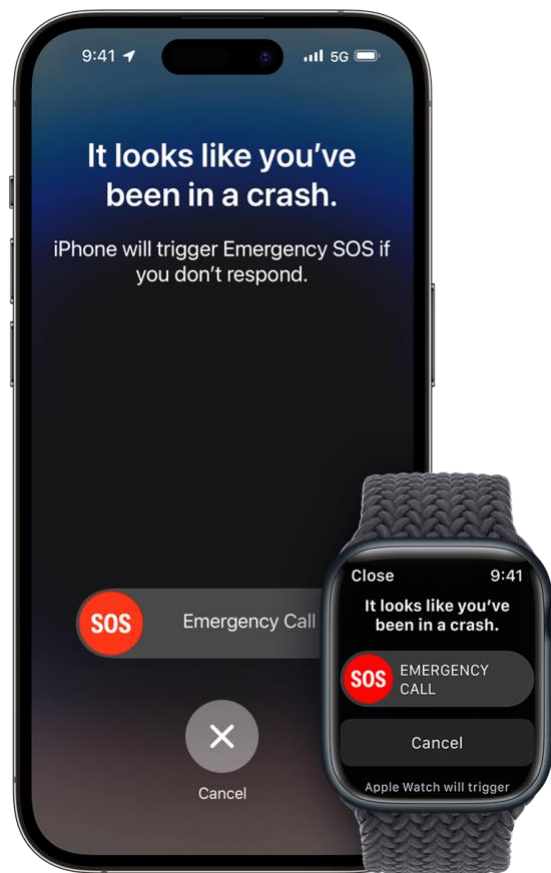 9:41
5G
It looks like you’ve
been in a crash.
iPhone will trigger Emergency SOS if
you don’t respond.
SOS Emergency Call
Cancel
Close 9:41
It looks like you’ve
been in a crash.
SOS EMERGENCY
CALL
Cancel
Apple Watch will trigger